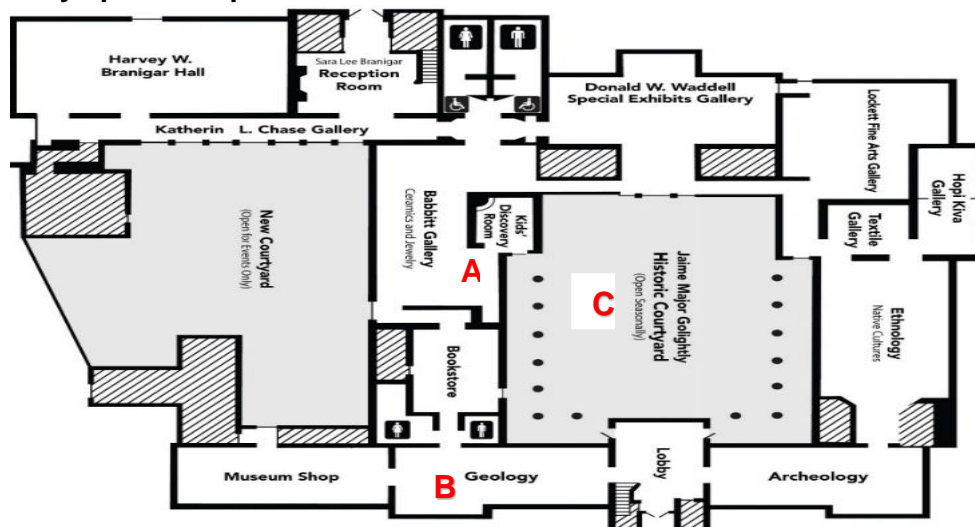 Harvey W.
Branigar Hall
Sara Lee Branigar
Reception
Room
Donald W. Waddell
Special Exhibits Gallery
Katherin L. Chase Gallery
Lockett Fine Arts Gallery
Hopi Kiva
Gallery
Textile
Gallery
New Courtyard
(Open for Events Only)
Babbitt Gallery
Ceramics and Jewelry
Kids'
Discovery
Room
A
C
Jaime Major Golightly
Historic Courtyard
(Open Seasonally)
Ethnology
Native Cultures
Bookstore
Museum Shop
B
Geology
Lobby
Archeology